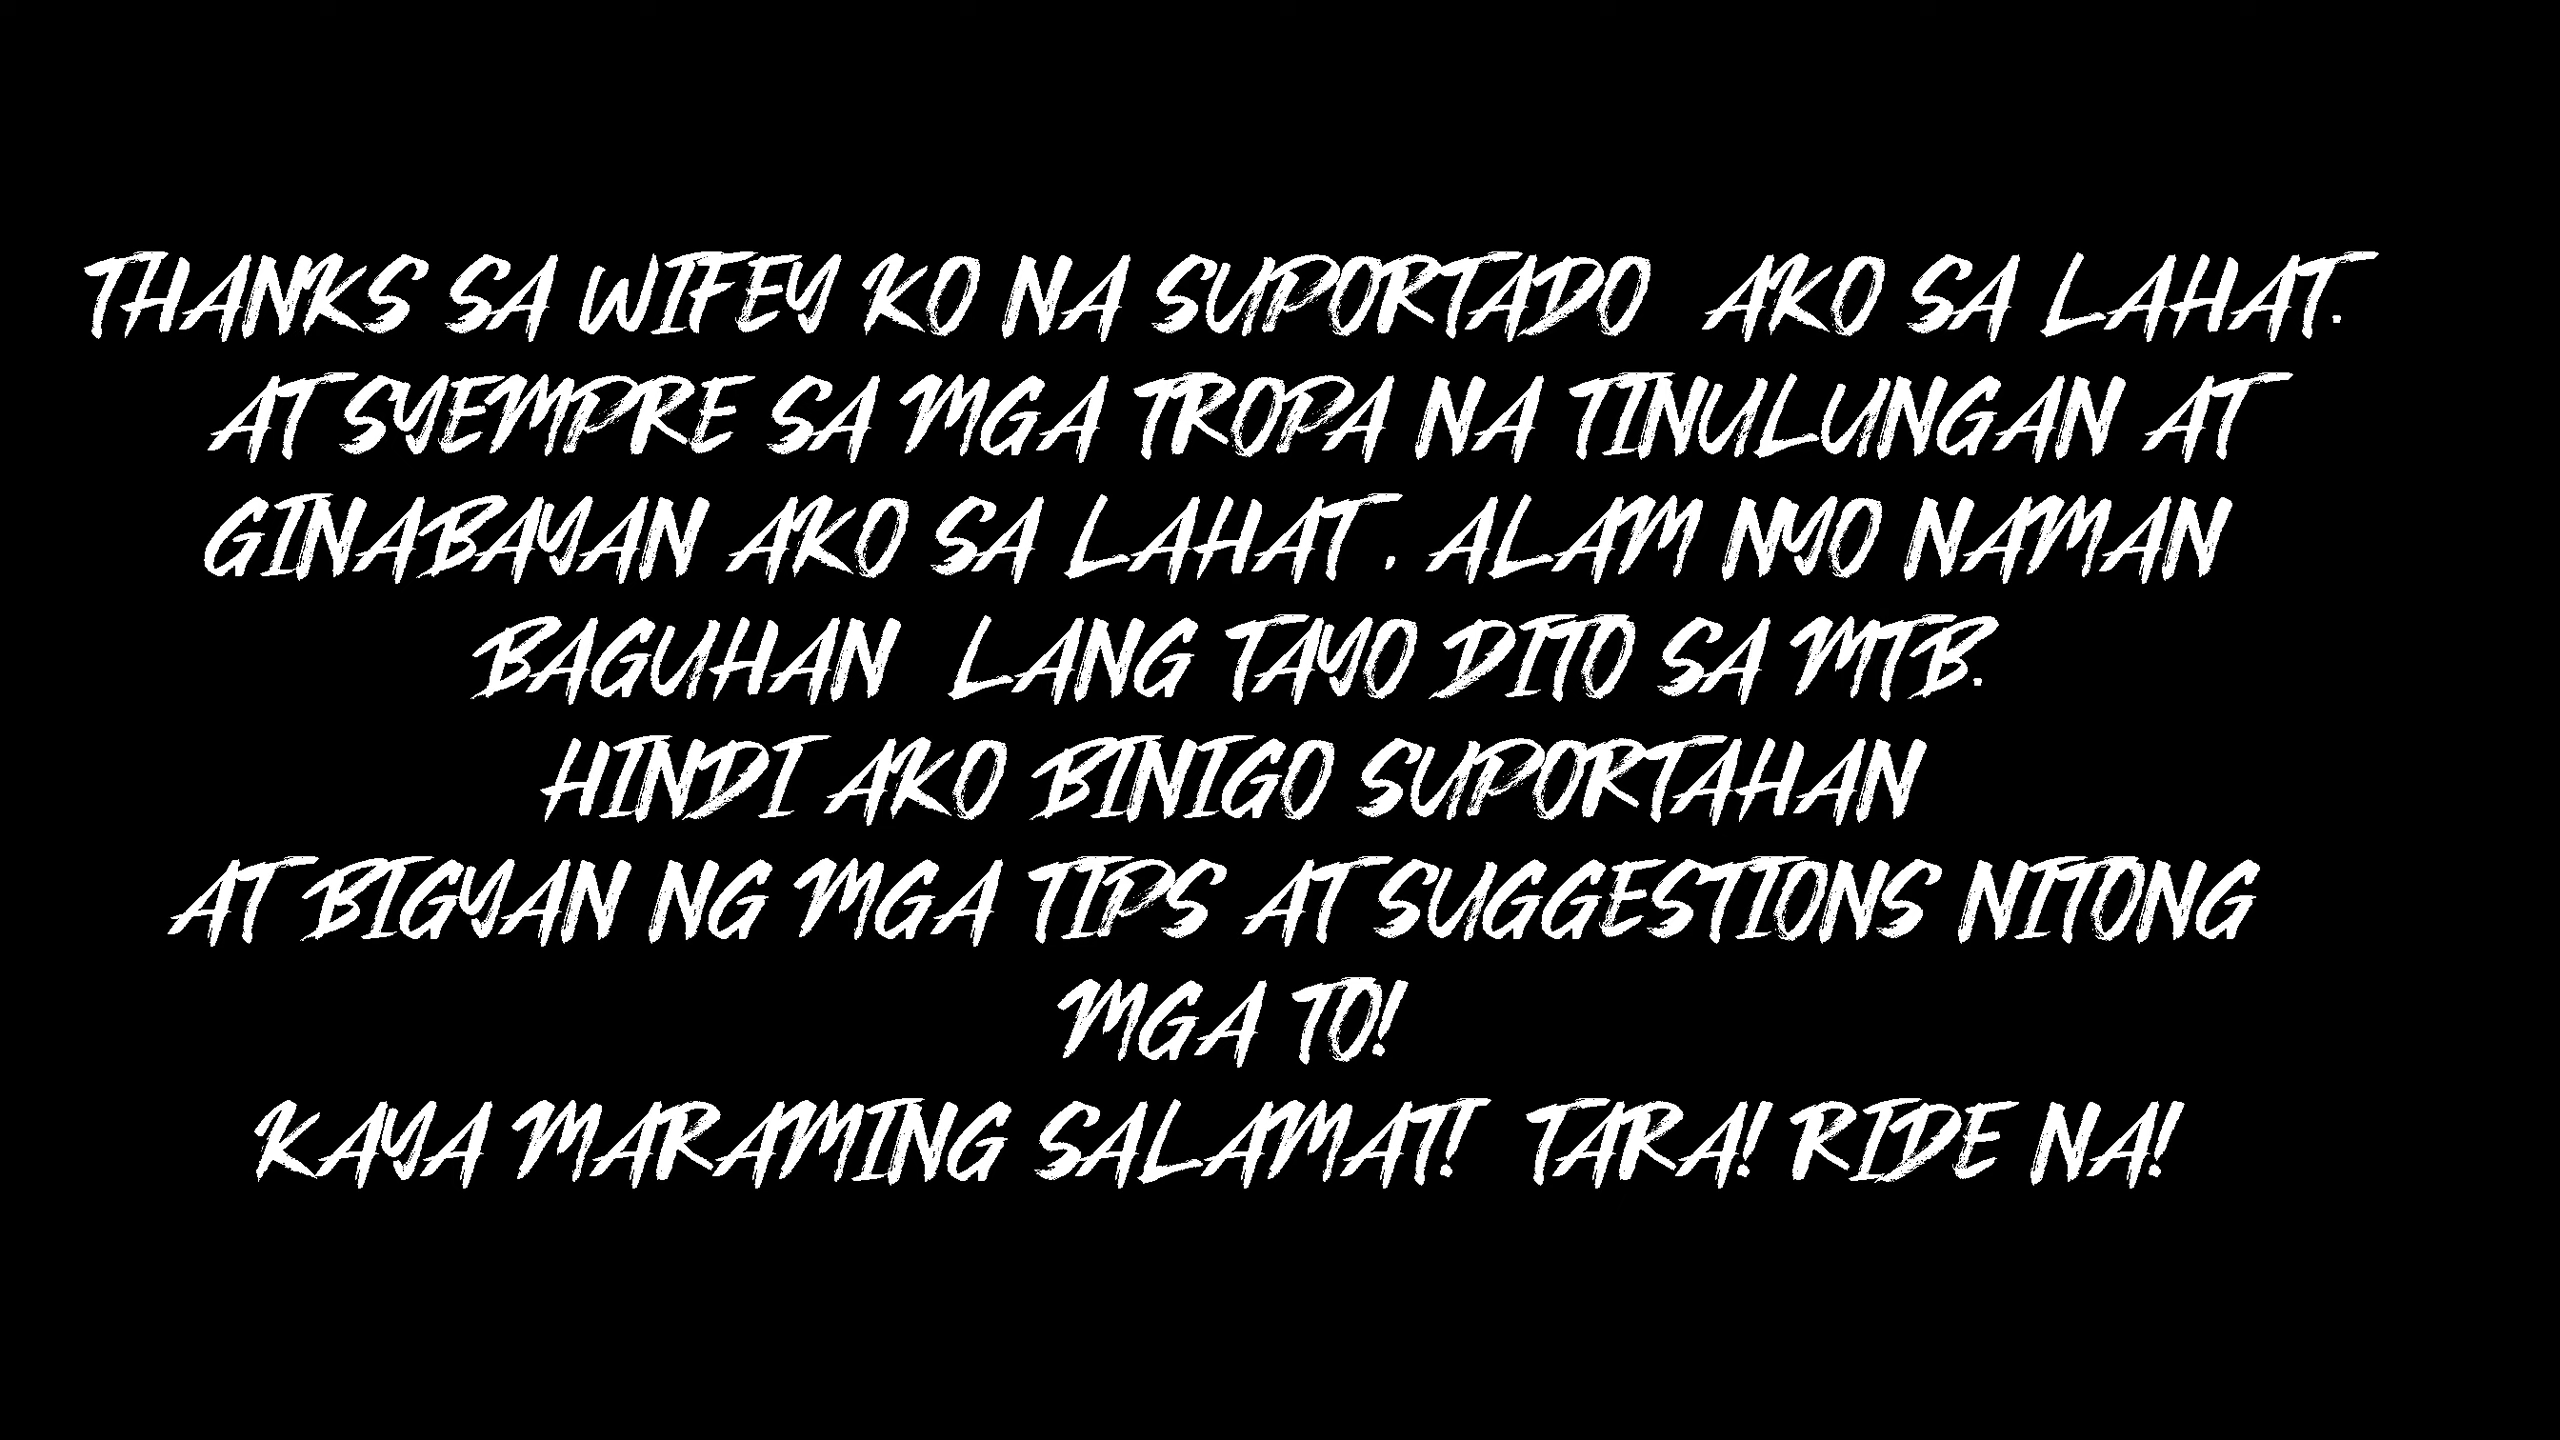 THANKS SA WIFEY KO NA SUPORTADO AKO SA LAHAT.
AT SYEMPRE SA MGA TROPA NA TINULUNGAN AT
GINABAYAN AKO SA LAHAT . ALAM NYO NAMAN
BAGUHAN LANG TAYO DITO SA MTB.
HINDI AKO BINIGO SUPORTAHAN
AT BIGYAN NG MGA TIPS AT SUGGESTIONS NITONG
MGA TO!
KAYA MARAMING SALAMAT! TARA! RIDE NA!